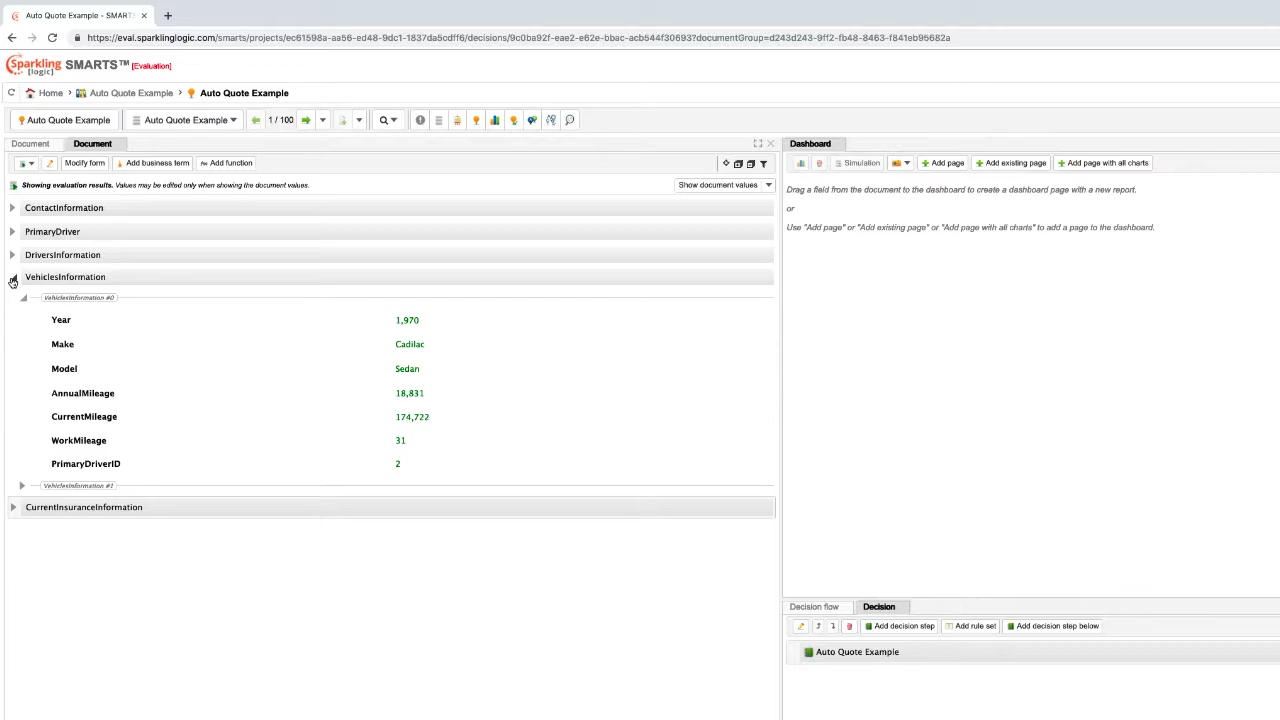 Auto Quote Example - SMARTS
https://eval.sparklinglogic.com/smarts/projects/ec61598a-aa56-ed48-9dc1-1837da5cdff6/decisions/9c0ba92f-eae2-e62e-bbac-acb544f30693?documentGroup=d243d243-9ff2-fb48-8463-f841eb95682a
Sparkling [logic] SMARTS™ [Evaluation]
Home Auto Quote Example Auto Quote Example
Auto Quote Example Auto Quote Example 1 / 100
Document Document Dashboard
Modify form Add business term fx Add function Simulation Add page Add existing page Add page with all charts
Showing evaluation results. Values may be edited only when showing the document values. Show document values
Drag a field from the document to the dashboard to create a dashboard page with a new report.
or
Use "Add page" or "Add existing page" or "Add page with all charts" to add a page to the dashboard.
ContactInformation
PrimaryDriver
DriversInformation
VehiclesInformation
VehiclesInformation #0
Year 1,970
Make Cadilac
Model Sedan
AnnualMileage 18,831
CurrentMileage 174,722
WorkMileage 31
PrimaryDriverID 2
VehiclesInformation #1
CurrentInsuranceInformation
Decision flow Decision
Add decision step Add rule set Add decision step below
Auto Quote Example